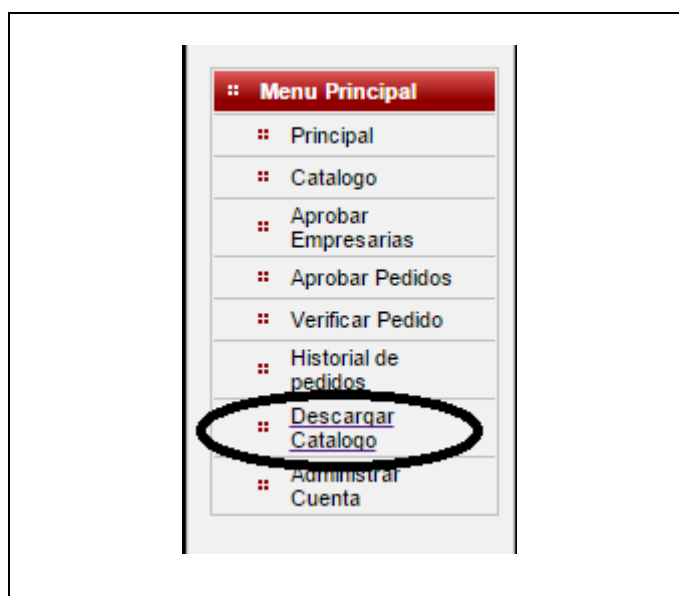 Menu Principal
Principal
Catalogo
Aprobar
Empresarias
Aprobar Pedidos
Verificar Pedido
Historial de
pedidos
Descargar
Catalogo
Administrar
Cuenta